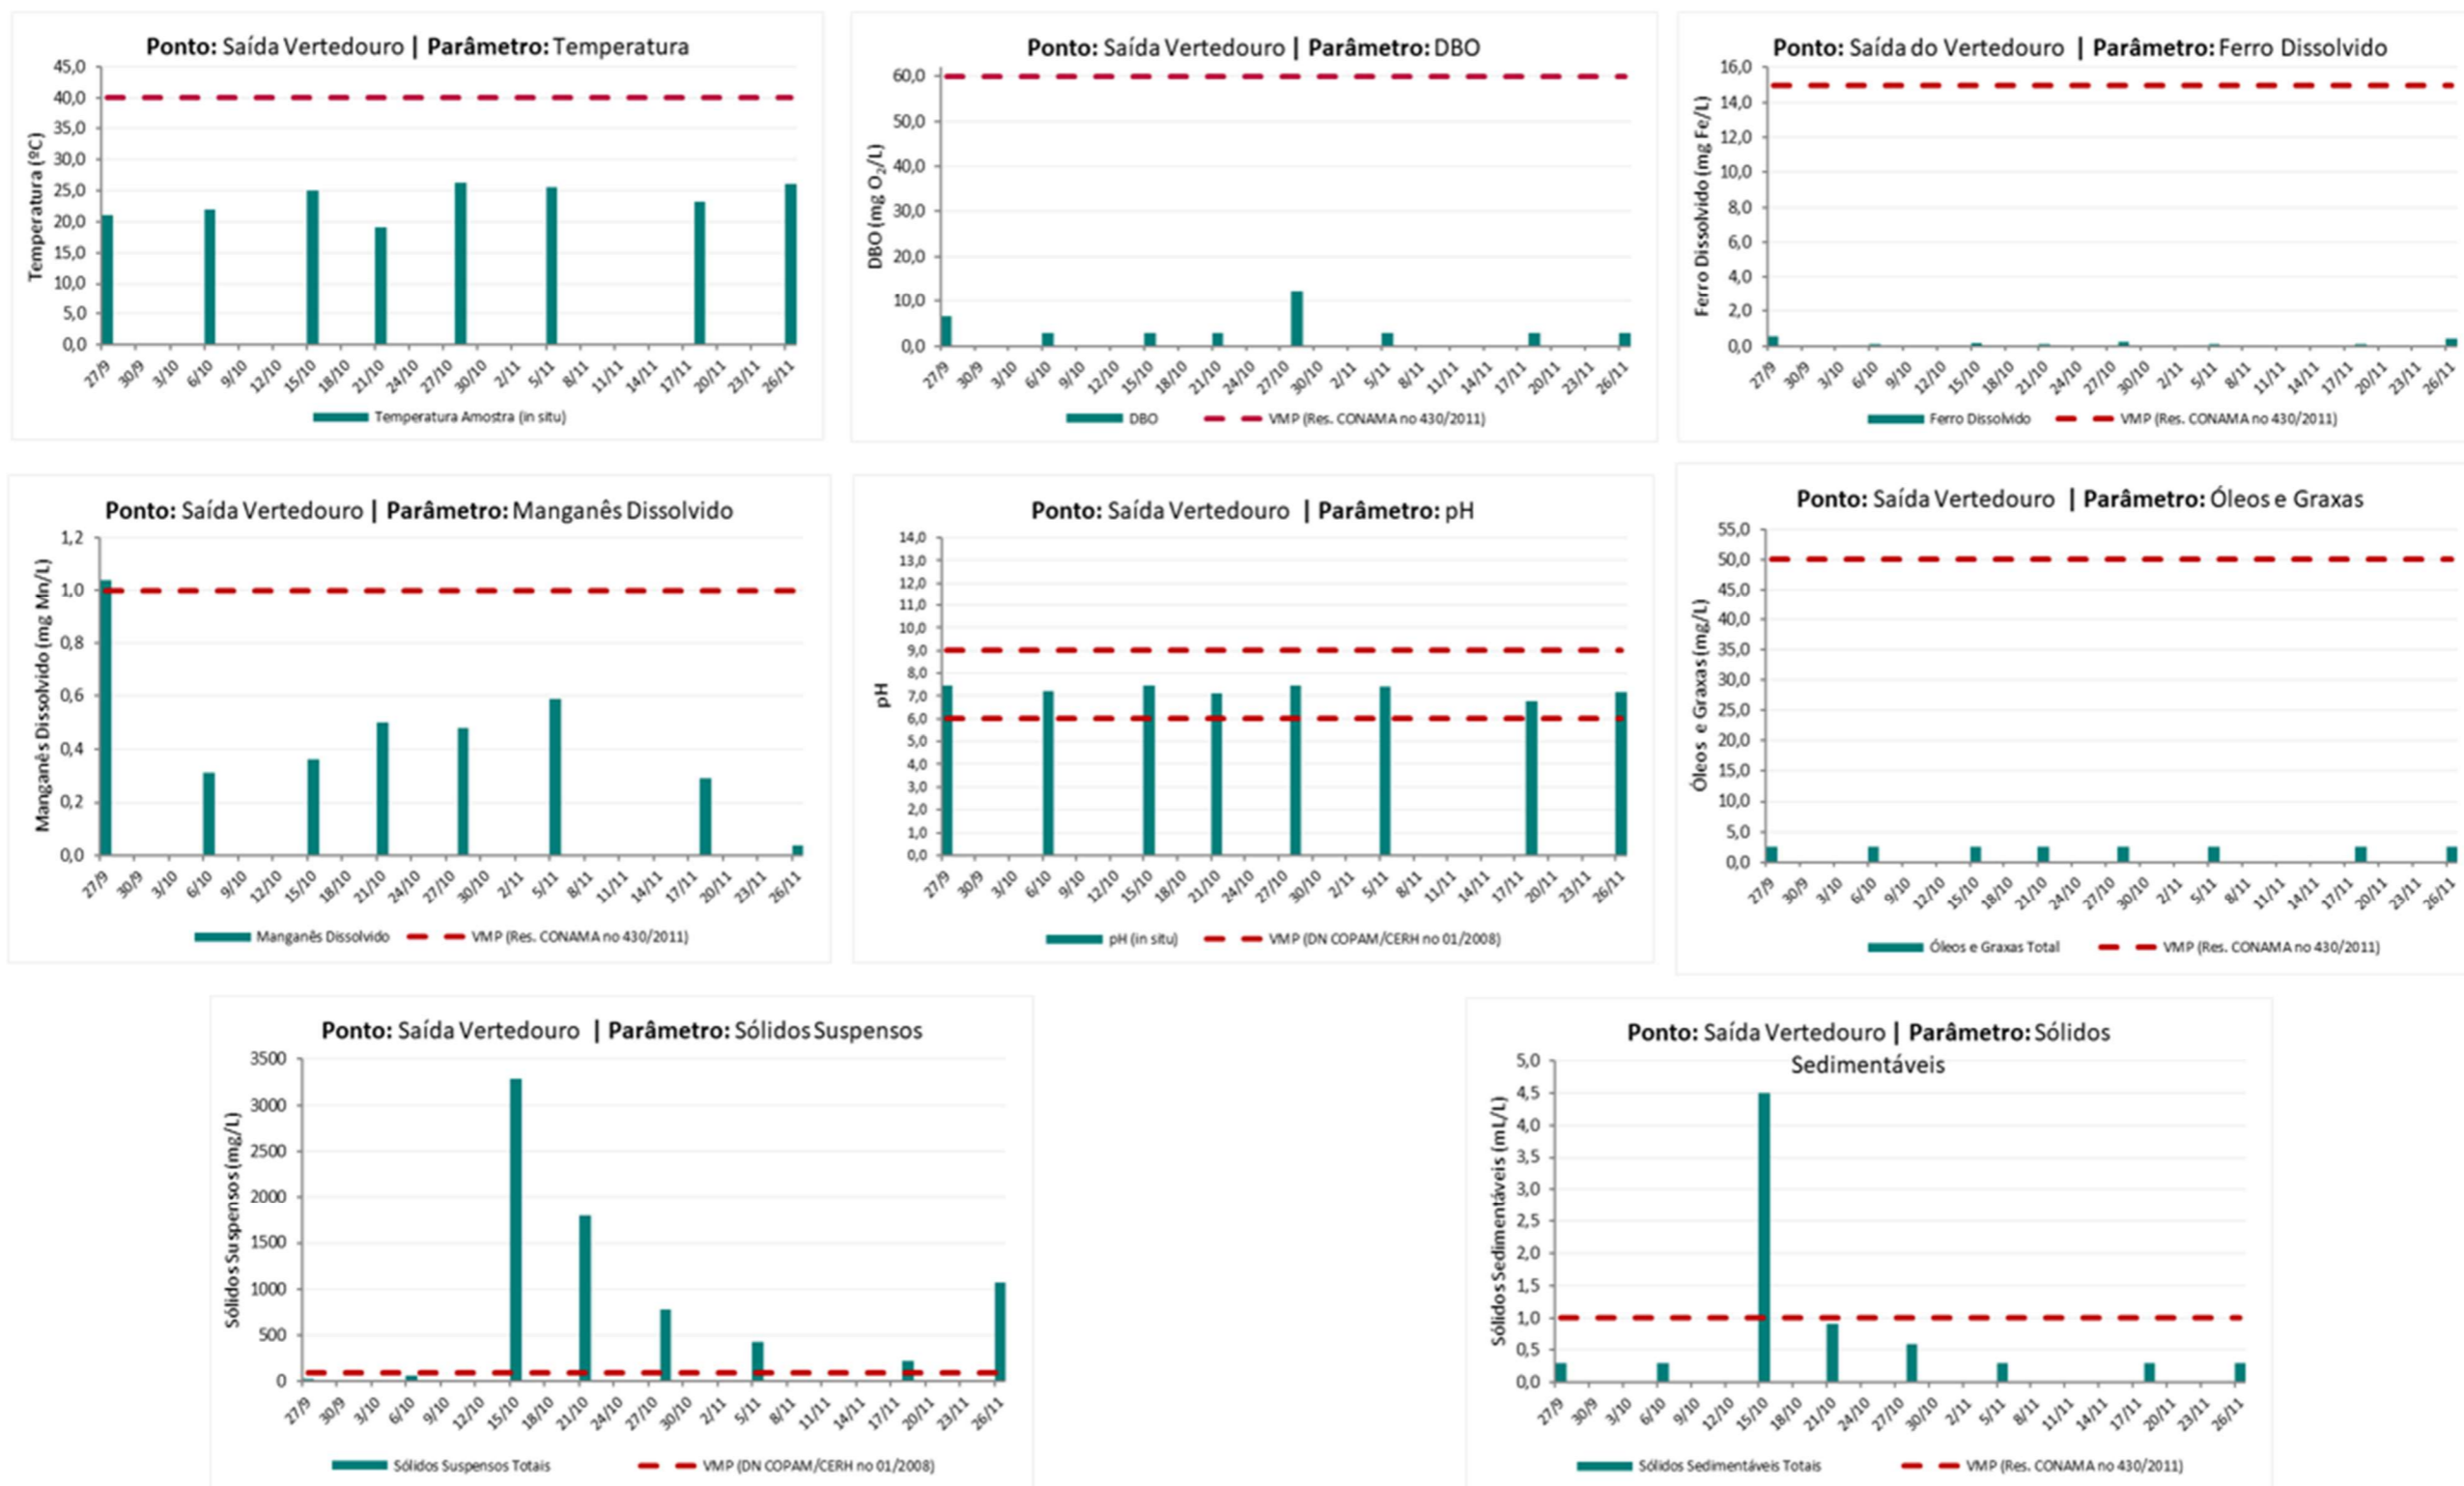 Ponto: Saída Vertedouro | Parâmetro: Temperatura
Temperatura (ºC)
45,0
40,0
35,0
30,0
25,0
20,0
15,0
10,0
5,0
0,0
27/9 30/9 3/10 6/10 9/10 12/10 15/10 18/10 21/10 24/10 27/10 30/10 2/11 5/11 8/11 11/11 14/11 17/11 20/11 23/11 26/11
Temperatura Amostra (in situ)
Ponto: Saída Vertedouro | Parâmetro: DBO
DBO (mg O₂/L)
60,0
50,0
40,0
30,0
20,0
10,0
0,0
27/9 30/9 3/10 6/10 9/10 12/10 15/10 18/10 21/10 24/10 27/10 30/10 2/11 5/11 8/11 11/11 14/11 17/11 20/11 23/11 26/11
DBO VMP (Res. CONAMA no 430/2011)
Ponto: Saída do Vertedouro | Parâmetro: Ferro Dissolvido
Ferro Dissolvido (mg Fe/L)
16,0
14,0
12,0
10,0
8,0
6,0
4,0
2,0
0,0
27/9 30/9 3/10 6/10 9/10 12/10 15/10 18/10 21/10 24/10 27/10 30/10 2/11 5/11 8/11 11/11 14/11 17/11 20/11 23/11 26/11
Ferro Dissolvido VMP (Res. CONAMA no 430/2011)
Ponto: Saída Vertedouro | Parâmetro: Manganês Dissolvido
Manganês Dissolvido (mg Mn/L)
1,2
1,0
0,8
0,6
0,4
0,2
0,0
27/9 30/9 3/10 6/10 9/10 12/10 15/10 18/10 21/10 24/10 27/10 30/10 2/11 5/11 8/11 11/11 14/11 17/11 20/11 23/11 26/11
Manganês Dissolvido VMP (Res. CONAMA no 430/2011)
Ponto: Saída Vertedouro | Parâmetro: pH
pH
14,0
13,0
12,0
11,0
10,0
9,0
8,0
7,0
6,0
5,0
4,0
3,0
2,0
1,0
0,0
27/9 30/9 3/10 6/10 9/10 12/10 15/10 18/10 21/10 24/10 27/10 30/10 2/11 5/11 8/11 11/11 14/11 17/11 20/11 23/11 26/11
pH (in situ) VMP (DN COPAM/CERH no 01/2008)
Ponto: Saída Vertedouro | Parâmetro: Óleos e Graxas
Óleos e Graxas (mg/L)
55,0
50,0
45,0
40,0
35,0
30,0
25,0
20,0
15,0
10,0
5,0
0,0
27/9 30/9 3/10 6/10 9/10 12/10 15/10 18/10 21/10 24/10 27/10 30/10 2/11 5/11 8/11 11/11 14/11 17/11 20/11 23/11 26/11
Óleos e Graxas Total VMP (Res. CONAMA no 430/2011)
Ponto: Saída Vertedouro | Parâmetro: Sólidos Suspensos
Sólidos Suspensos (mg/L)
3500
3000
2500
2000
1500
1000
500
0
27/9 30/9 3/10 6/10 9/10 12/10 15/10 18/10 21/10 24/10 27/10 30/10 2/11 5/11 8/11 11/11 14/11 17/11 20/11 23/11 26/11
Sólidos Suspensos Totais VMP (DN COPAM/CERH no 01/2008)
Ponto: Saída Vertedouro | Parâmetro: Sólidos
Sedimentáveis
Sólidos Sedimentáveis (mL/L)
5,0
4,5
4,0
3,5
3,0
2,5
2,0
1,5
1,0
0,5
0,0
27/9 30/9 3/10 6/10 9/10 12/10 15/10 18/10 21/10 24/10 27/10 30/10 2/11 5/11 8/11 11/11 14/11 17/11 20/11 23/11 26/11
Sólidos Sedimentáveis Totais VMP (Res. CONAMA no 430/2011)